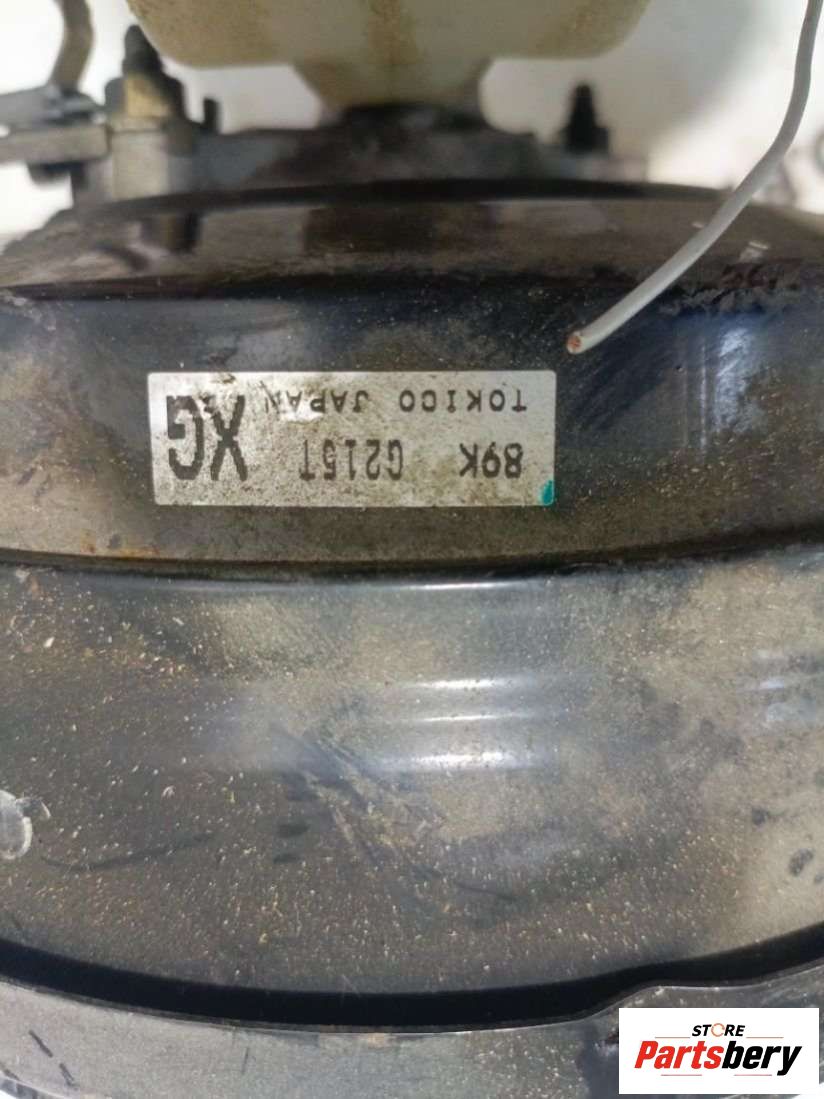 89K G215T XG
TOKICO JAPAN
STORE
Partsbery